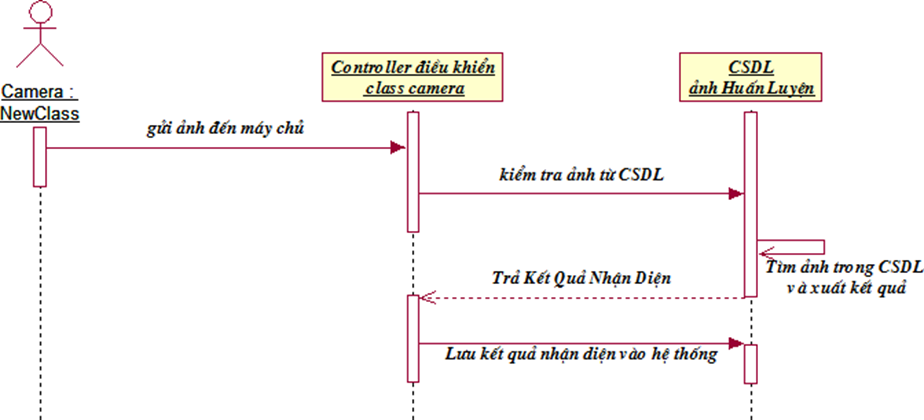 Camera :
NewClass
Controller điều khiển
class camera
CSDL
ảnh Huấn Luyện
gửi ảnh đến máy chủ
kiểm tra ảnh từ CSDL
Tìm ảnh trong CSDL
và xuất kết quả
Trả Kết Quả Nhận Diện
Lưu kết quả nhận diện vào hệ thống